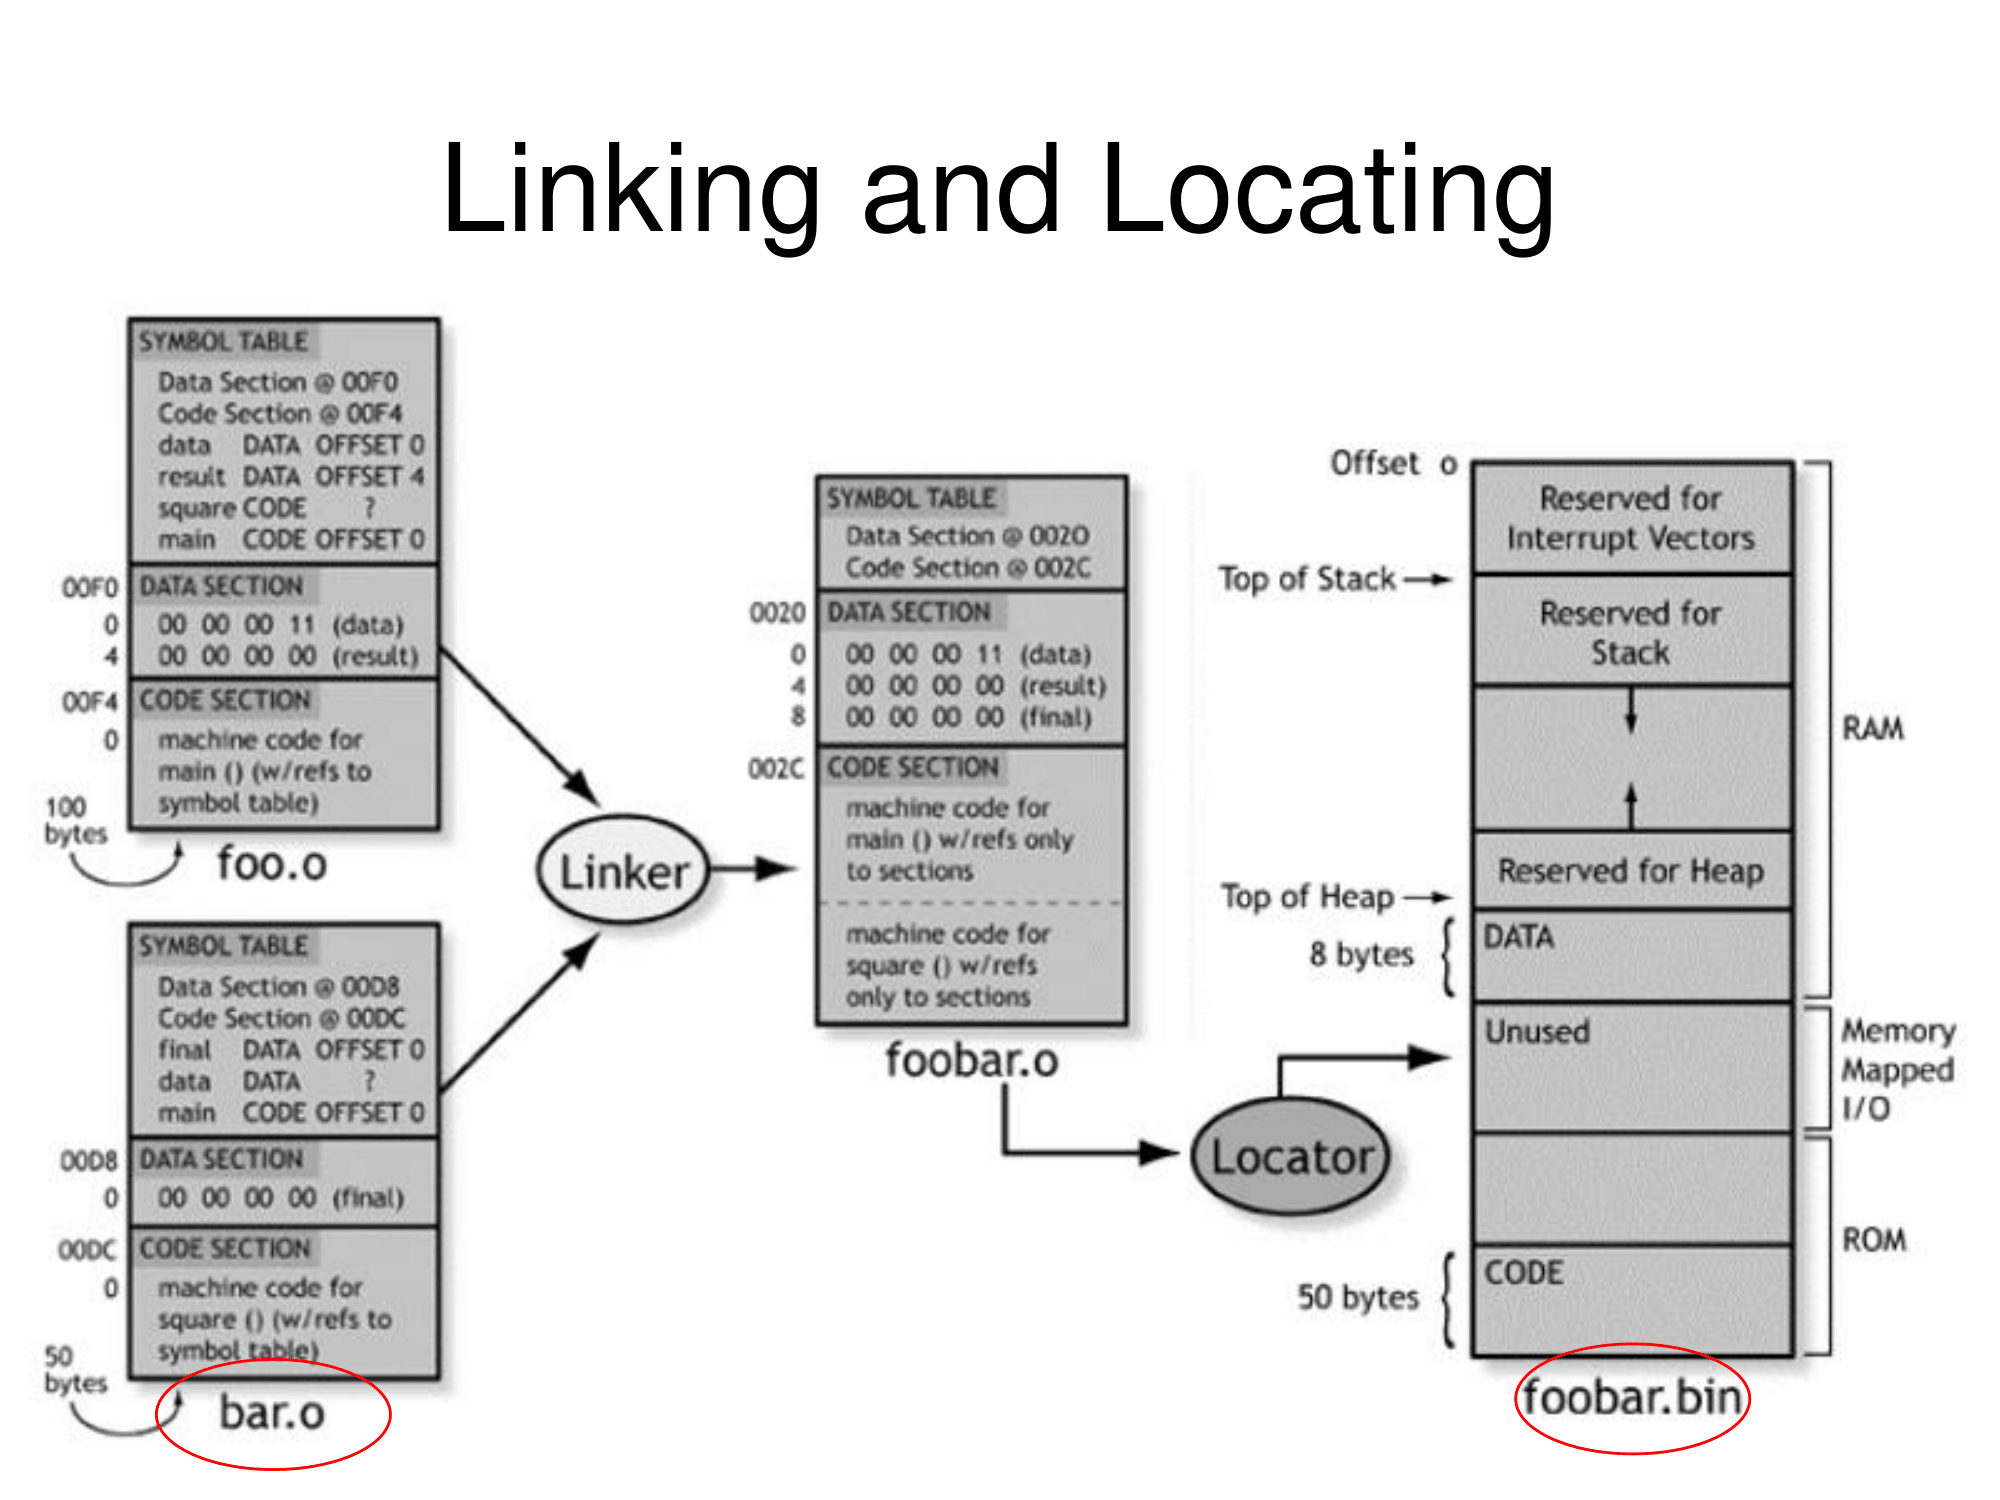 Linking and Locating
SYMBOL TABLE
Data Section @ 00F0
Code Section @ 00F4
data DATA OFFSET 0
result DATA OFFSET 4
square CODE ?
main CODE OFFSET 0
00F0 DATA SECTION
0 00 00 00 11 (data)
4 00 00 00 00 (result)
00F4 CODE SECTION
0 machine code for
main () (w/refs to
symbol table)
100
bytes
foo.o
SYMBOL TABLE
Data Section @ 00D8
Code Section @ 00DC
final DATA OFFSET 0
data DATA ?
main CODE OFFSET 0
00D8 DATA SECTION
0 00 00 00 00 (final)
00DC CODE SECTION
0 machine code for
square () (w/refs to
symbol table)
50
bytes
bar.o
Linker
SYMBOL TABLE
Data Section @ 0020
Code Section @ 002C
0020 DATA SECTION
0 00 00 00 11 (data)
4 00 00 00 00 (result)
8 00 00 00 00 (final)
002C CODE SECTION
machine code for
main () w/refs only
to sections
machine code for
square () w/refs
only to sections
foobar.o
Locator
Offset o
Reserved for
Interrupt Vectors
Top of Stack
Reserved for
Stack
RAM
Reserved for Heap
Top of Heap
8 bytes
DATA
Unused
Memory
Mapped
I/O
ROM
50 bytes
CODE
foobar.bin